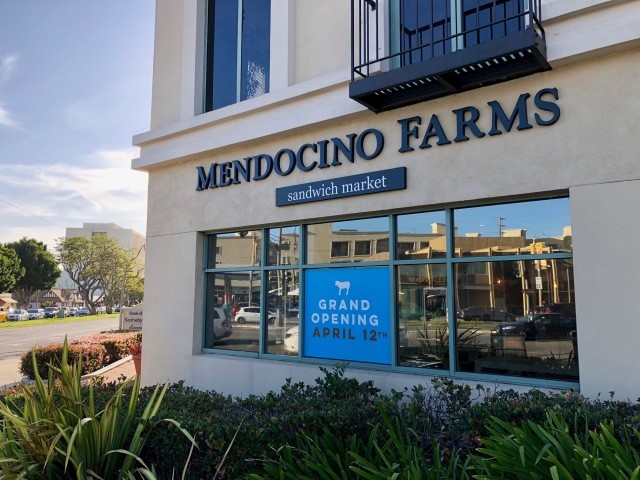 MENDOCINO FARMS
sandwich market
GRAND
OPENING
APRIL 12TH